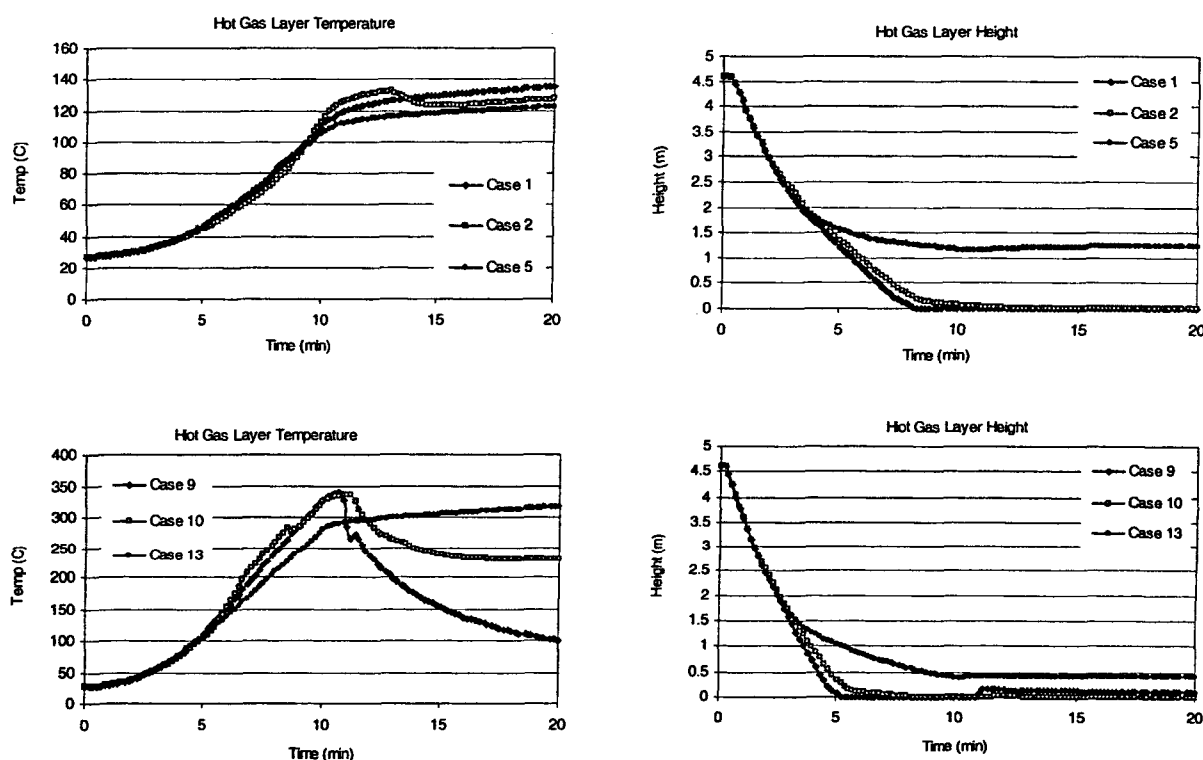 Hot Gas Layer Temperature
160
140
120
100
80
60
40
20
0
Temp (C)
Case 1
Case 2
Case 5
0 5 10 15 20
Time (min)
Hot Gas Layer Height
5
4.5
4
3.5
3
2.5
2
1.5
1
0.5
0
Height (m)
Case 1
Case 2
Case 5
0 5 10 15 20
Time (min)
Hot Gas Layer Temperature
400
350
300
250
200
150
100
50
0
Temp (C)
Case 9
Case 10
Case 13
0 5 10 15 20
Time (min)
Hot Gas Layer Height
5
4.5
4
3.5
3
2.5
2
1.5
1
0.5
0
Height (m)
Case 9
Case 10
Case 13
0 5 10 15 20
Time (min)